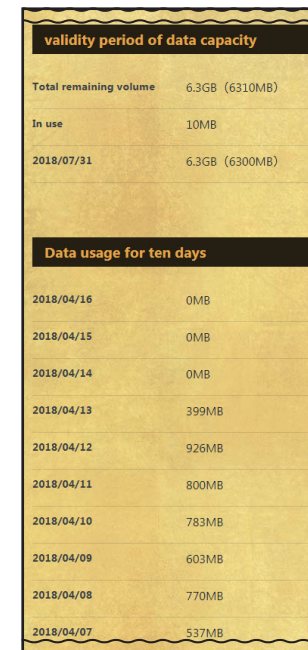 validity period of data capacity
Total remaining volume 6.3GB（6310MB）
In use 10MB
2018/07/31 6.3GB（6300MB）
Data usage for ten days
2018/04/16 0MB
2018/04/15 0MB
2018/04/14 0MB
2018/04/13 399MB
2018/04/12 926MB
2018/04/11 800MB
2018/04/10 783MB
2018/04/09 603MB
2018/04/08 770MB
2018/04/07 537MB